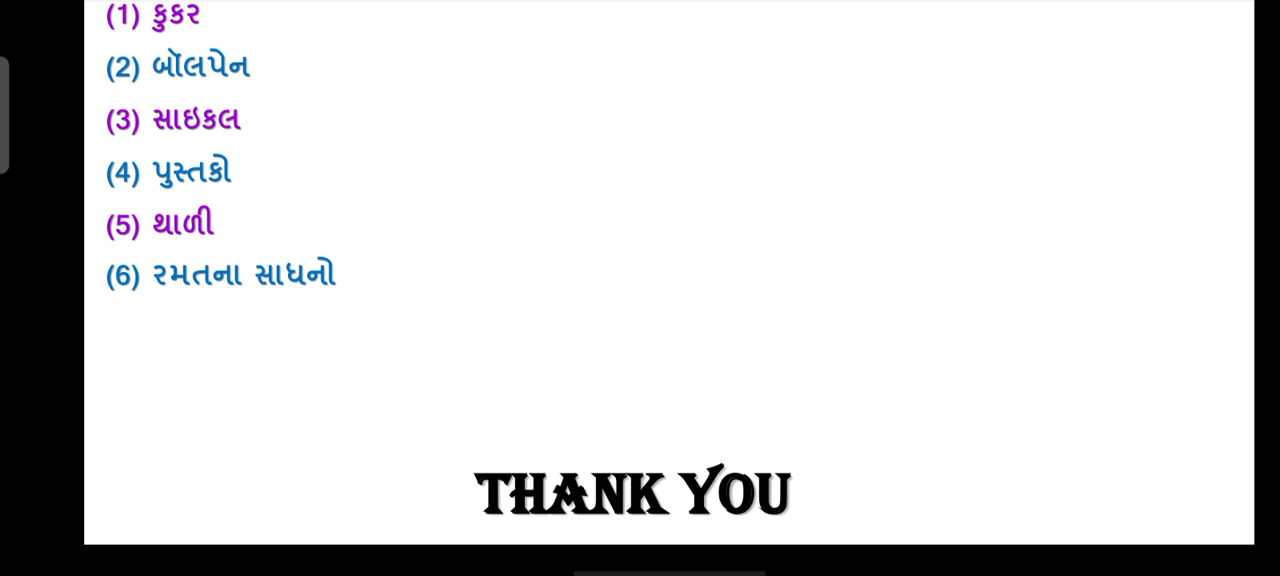 (1) કુકર
(2) બૉલપેન
(3) સાઇકલ
(4) પુસ્તકો
(5) થાળી
(6) રમતના સાધનો
THANK YOU